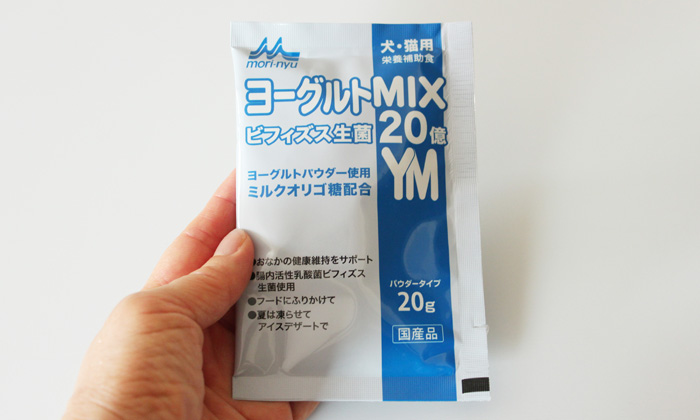 mori-nyu
犬・猫用
栄養補助食
ヨーグルトMIX
ビフィズス生菌20億
YM
ヨーグルトパウダー使用
ミルクオリゴ糖配合
●おなかの健康維持をサポート
●腸内活性乳酸菌ビフィズス
生菌使用
●フードにふりかけて
●夏は凍らせて
アイスデザートで
パウダータイプ
20g
国産品